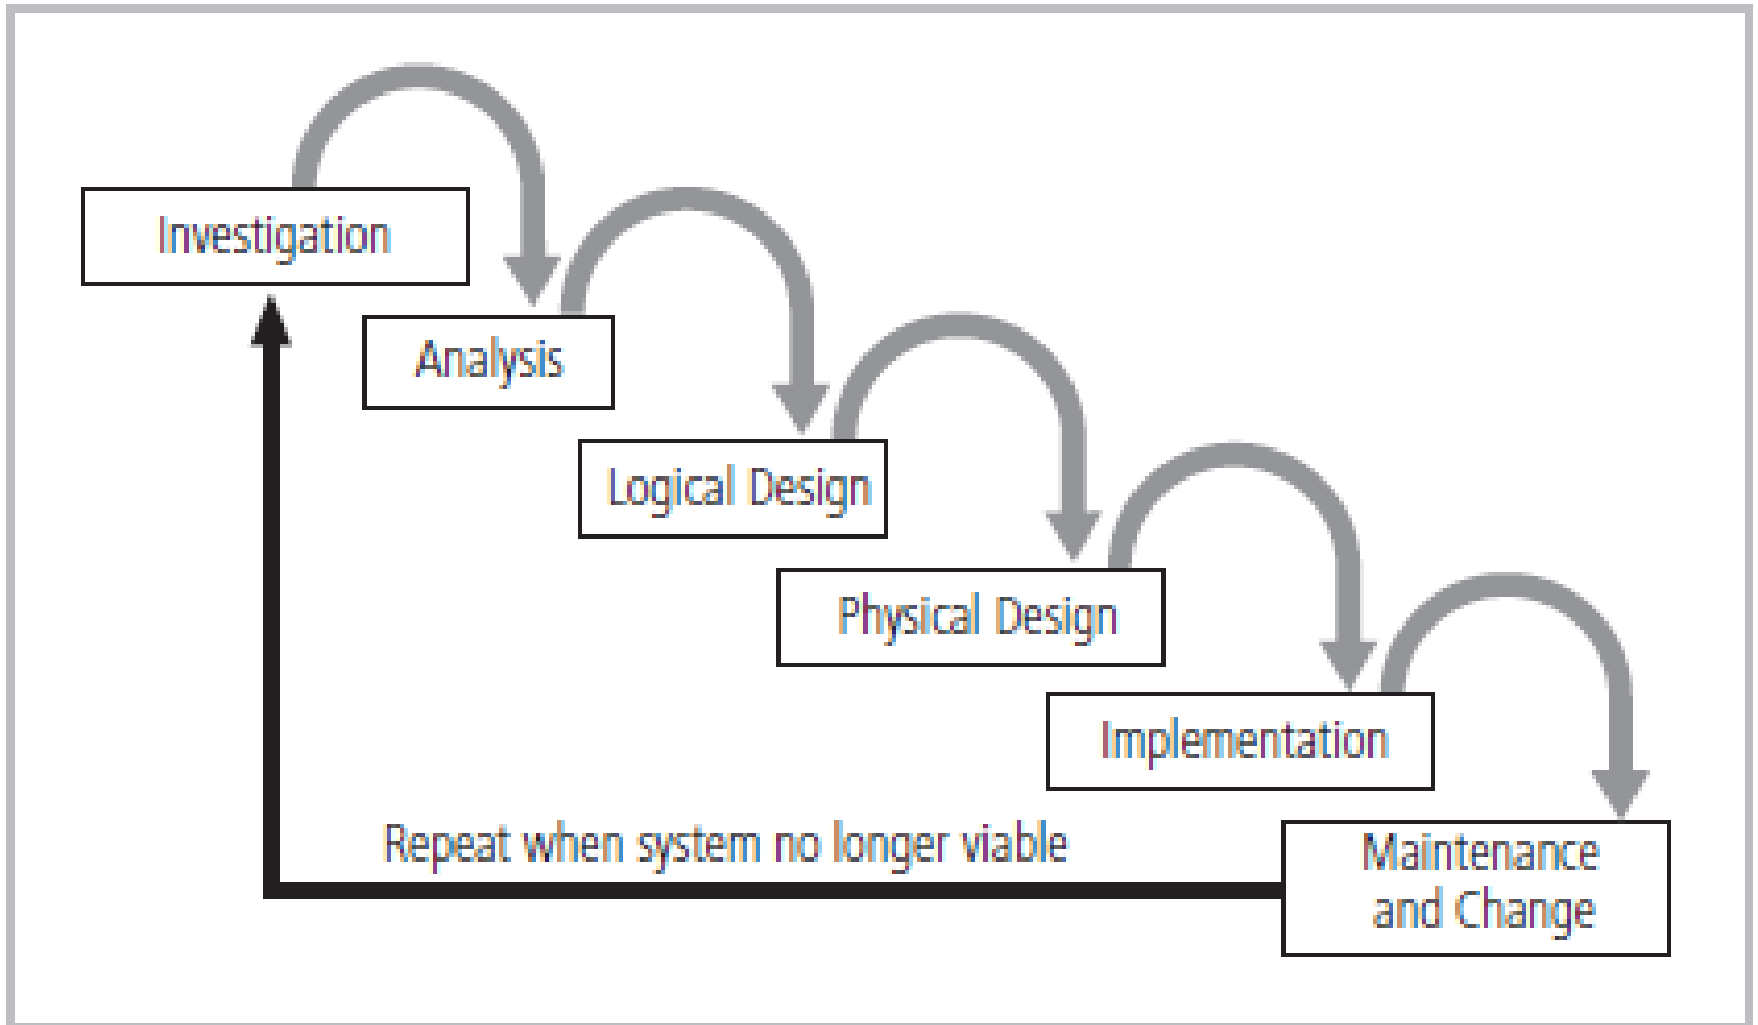 Investigation
Analysis
Logical Design
Physical Design
Implementation
Repeat when system no longer viable
Maintenance
and Change